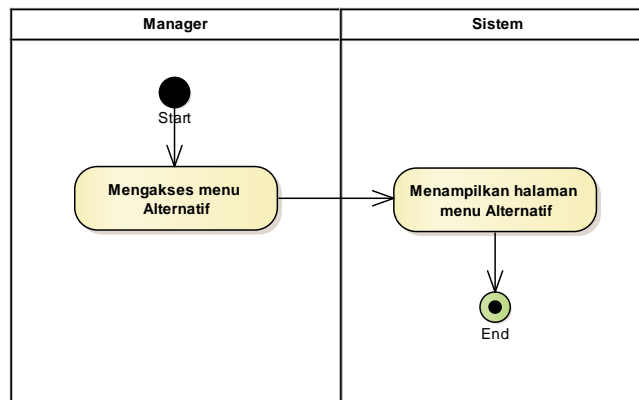 Manager
Sistem
Start
Mengakses menu
Alternatif
Menampilkan halaman
menu Alternatif
End